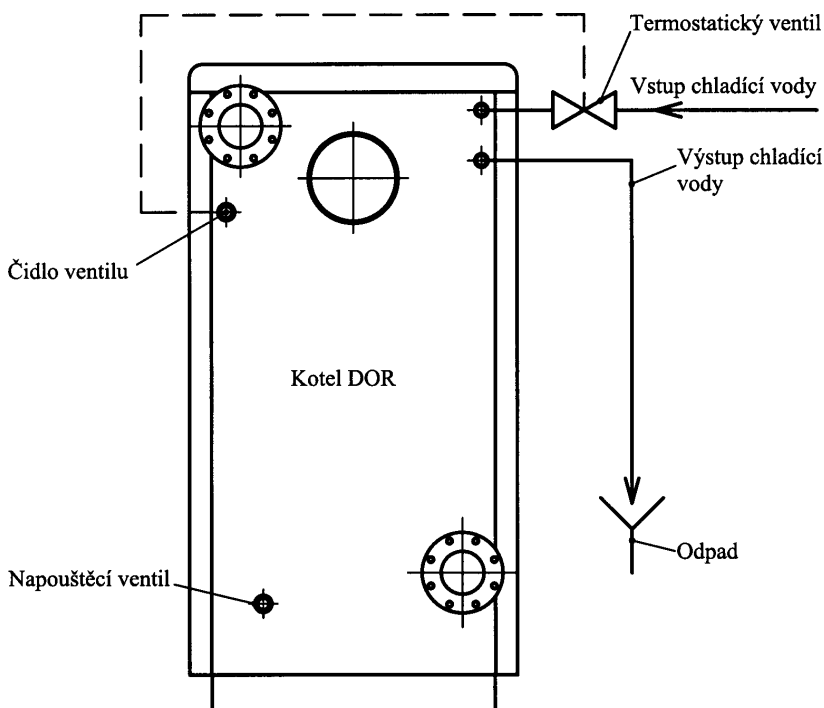 Termostatický ventil
Vstup chladící vody
Výstup chladící
vody
Čidlo ventilu
Kotel DOR
Odpad
Napouštěcí ventil